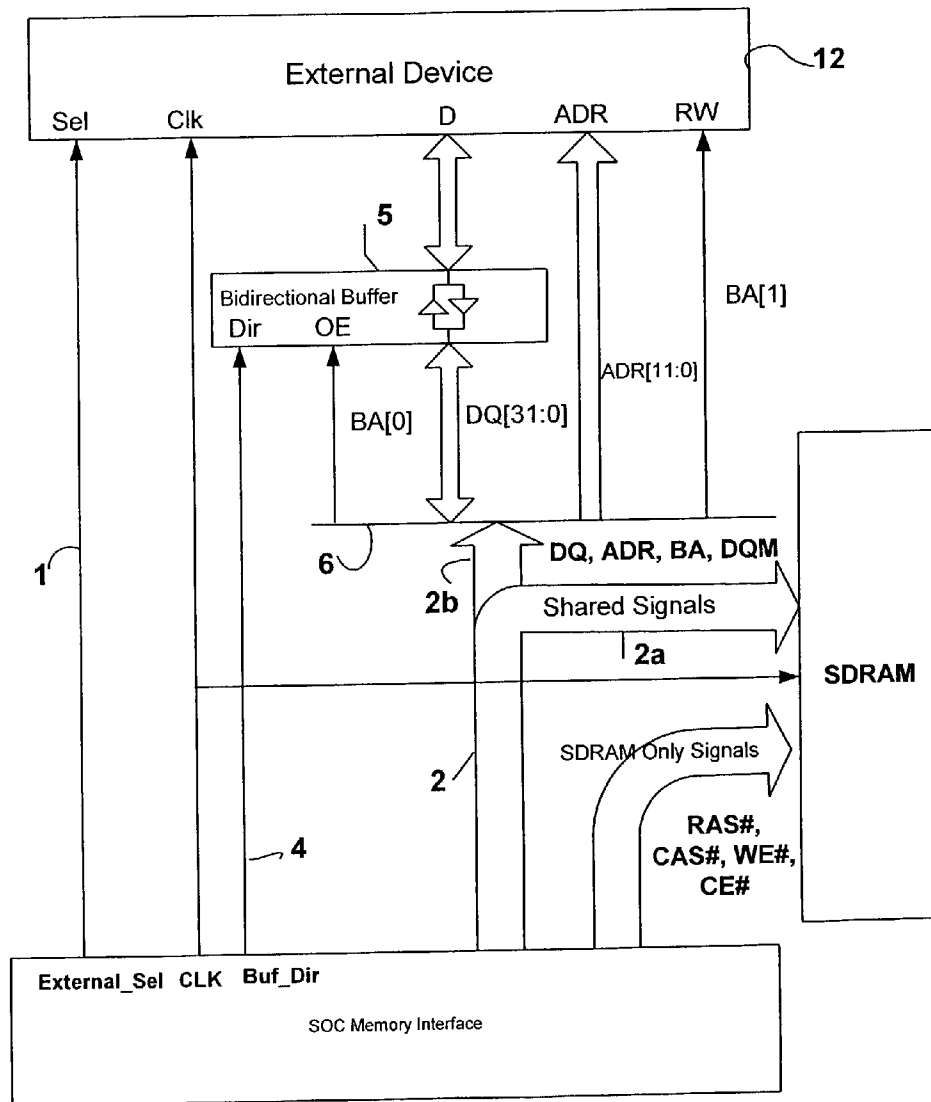 External Device
12
Sel Clk D ADR RW
5
Bidirectional Buffer
Dir OE
BA[1]
ADR[11:0]
BA[0] DQ[31:0]
6
DQ, ADR, BA, DQM
1
2b
Shared Signals
2a
SDRAM
2
SDRAM Only Signals
RAS#,
CAS#, WE#,
CE#
4
External_Sel CLK Buf_Dir
SOC Memory Interface